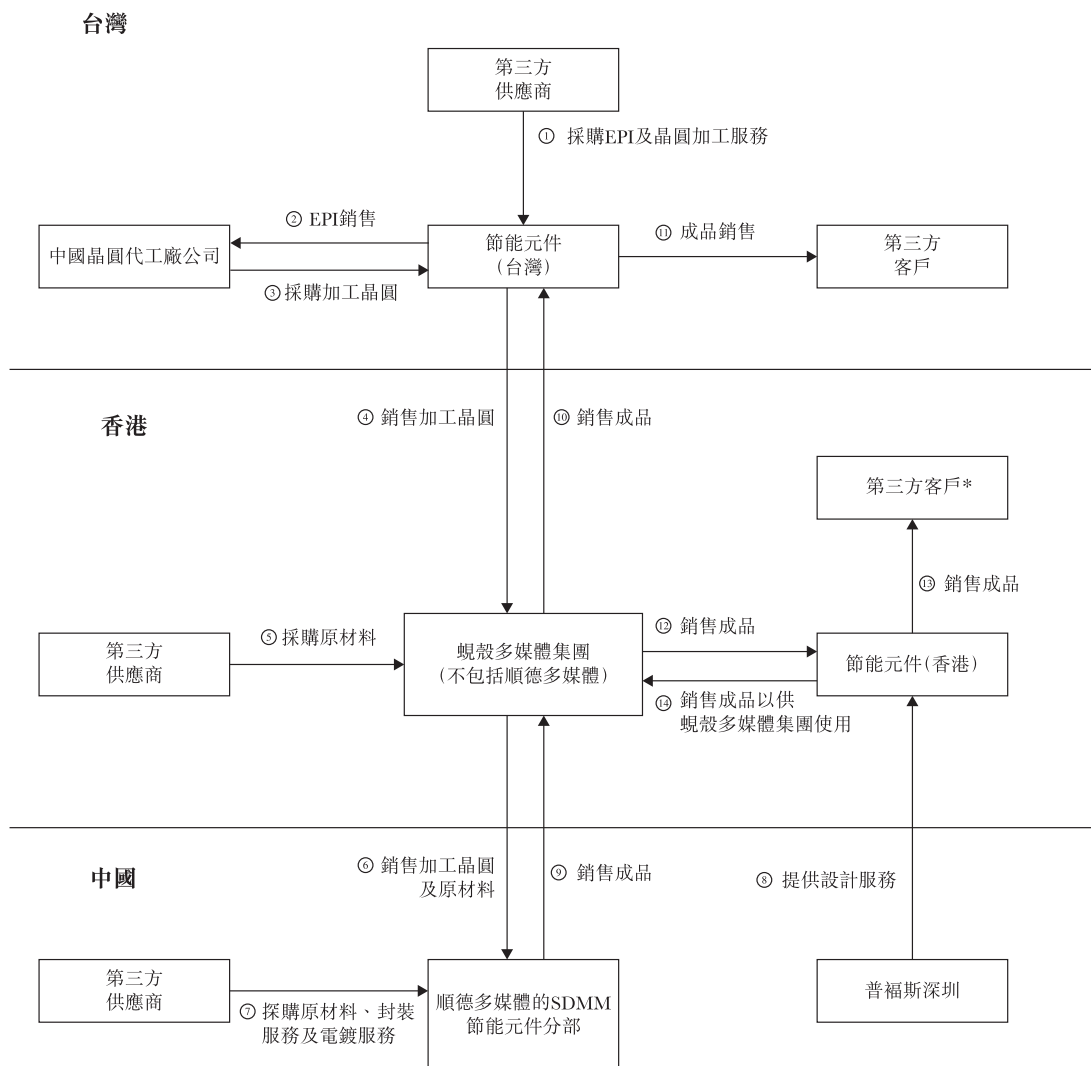 台灣
第三方
供應商
① 採購EPI及晶圓加工服務
② EPI銷售
中國晶圓代工廠公司
③採購加工晶圓
節能元件
(台灣)
⑪ 成品銷售
第三方
客戶
香港
④ 銷售加工晶圓
⑩ 銷售成品
第三方客戶*
⑬ 銷售成品
第三方
供應商
⑤ 採購原材料
蜆殼多媒體集團
(不包括順德多媒體)
⑫ 銷售成品
節能元件(香港)
⑭ 銷售成品以供
蜆殼多媒體集團使用
中國
⑥ 銷售加工晶圓
及原材料
⑨ 銷售成品
⑧ 提供設計服務
第三方
供應商
⑦ 採購原材料、封裝
服務及電鍍服務
順德多媒體的SDMM
節能元件分部
普福斯深圳